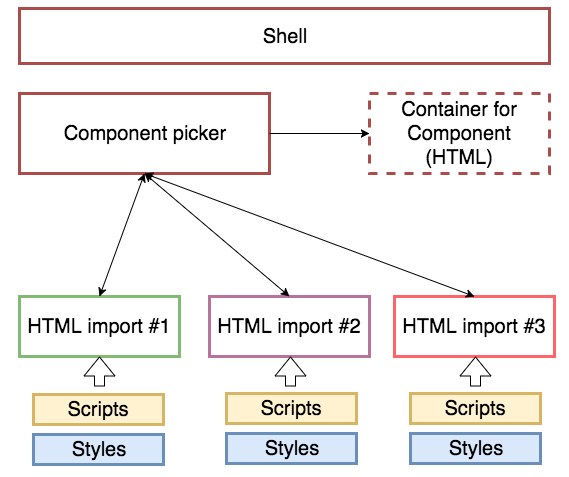 Shell
Component picker
Container for
Component
(HTML)
HTML import #1
HTML import #2
HTML import #3
Scripts
Scripts
Scripts
Styles
Styles
Styles